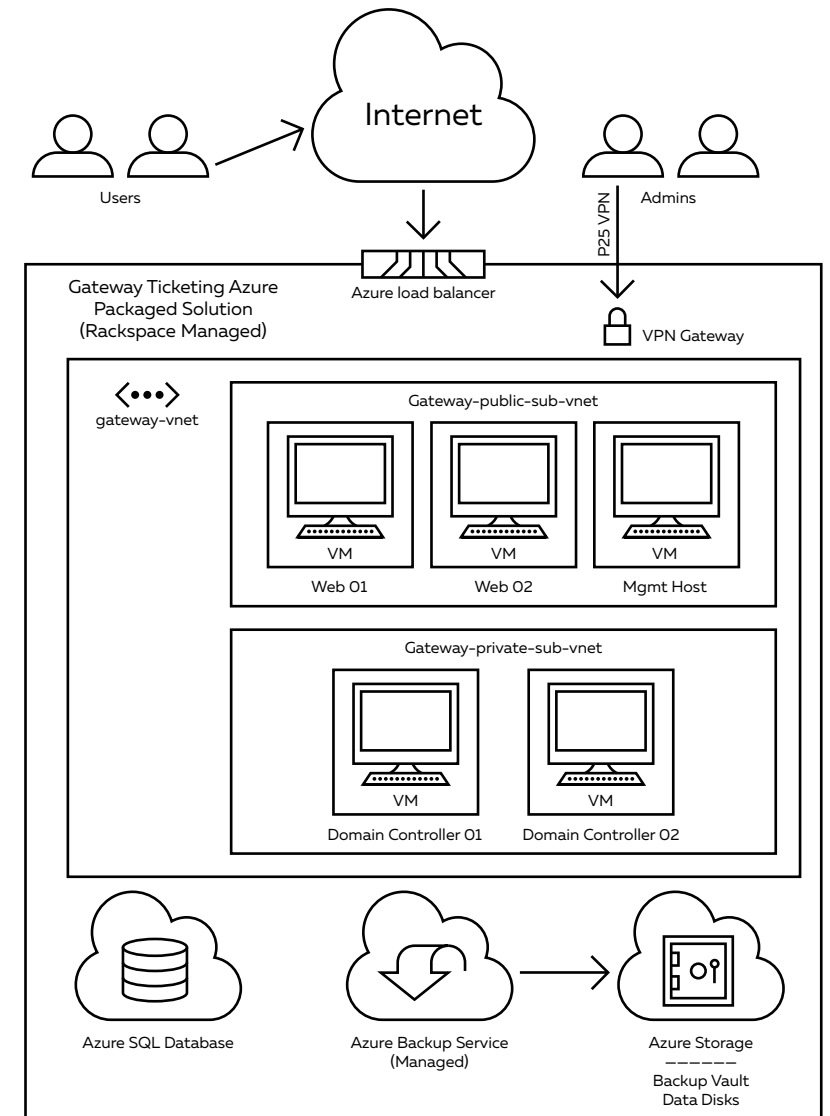 Internet
Users
Admins
P25 VPN
Azure load balancer
Gateway Ticketing Azure
Packaged Solution
(Rackspace Managed)
VPN Gateway
gateway-vnet
Gateway-public-sub-vnet
VM
VM
VM
Web 01
Web 02
Mgmt Host
Gateway-private-sub-vnet
VM
VM
Domain Controller 01
Domain Controller 02
Azure SQL Database
Azure Backup Service
(Managed)
Azure Storage
––––––
Backup Vault
Data Disks